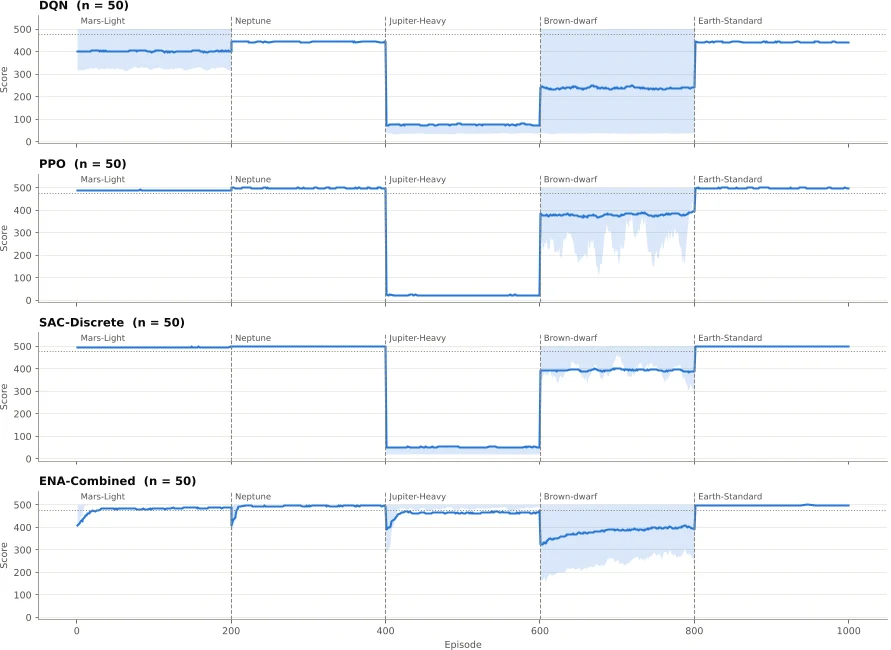 DQN (n = 50)
Mars-Light Neptune Jupiter-Heavy Brown-dwarf Earth-Standard
500
400
300
200
100
0
Score
PPO (n = 50)
Mars-Light Neptune Jupiter-Heavy Brown-dwarf Earth-Standard
500
400
300
200
100
0
Score
SAC-Discrete (n = 50)
Mars-Light Neptune Jupiter-Heavy Brown-dwarf Earth-Standard
500
400
300
200
100
0
Score
ENA-Combined (n = 50)
Mars-Light Neptune Jupiter-Heavy Brown-dwarf Earth-Standard
500
400
300
200
100
0
Score
0 200 400 600 800 1000
Episode